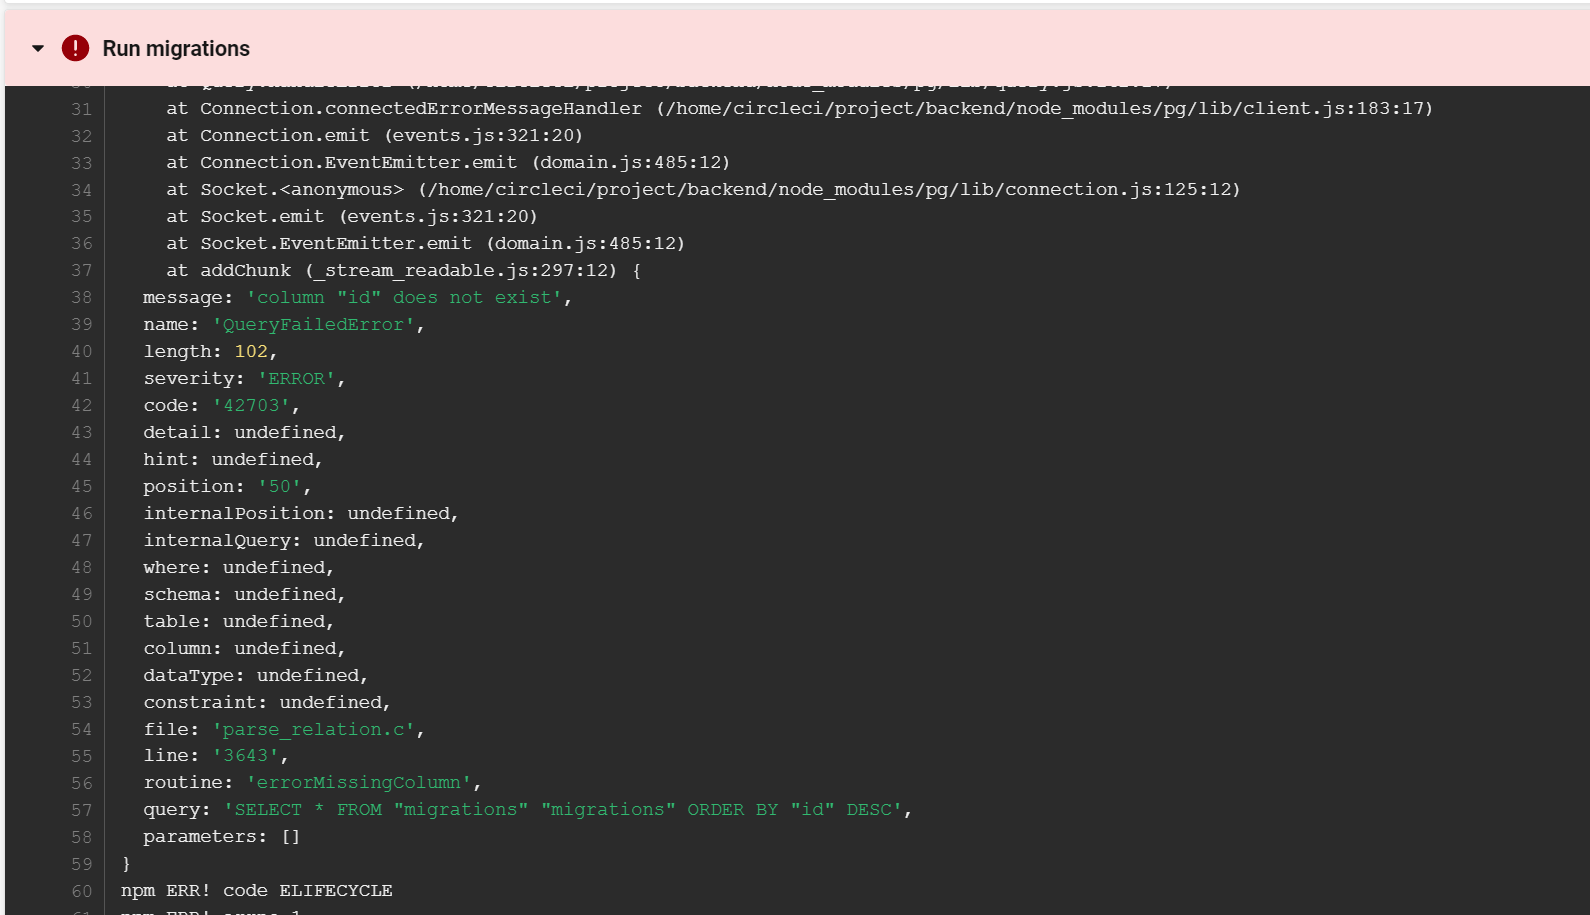 Run migrations
31 at Connection.connectedErrorMessageHandler (/home/circleci/project/backend/node_modules/pg/lib/client.js:183:17)
32 at Connection.emit (events.js:321:20)
33 at Connection.EventEmitter.emit (domain.js:485:12)
34 at Socket.<anonymous> (/home/circleci/project/backend/node_modules/pg/lib/connection.js:125:12)
35 at Socket.emit (events.js:321:20)
36 at Socket.EventEmitter.emit (domain.js:485:12)
37 at addChunk (_stream_readable.js:297:12) {
38 message: 'column "id" does not exist',
39 name: 'QueryFailedError',
40 length: 102,
41 severity: 'ERROR',
42 code: '42703',
43 detail: undefined,
44 hint: undefined,
45 position: '50',
46 internalPosition: undefined,
47 internalQuery: undefined,
48 where: undefined,
49 schema: undefined,
50 table: undefined,
51 column: undefined,
52 dataType: undefined,
53 constraint: undefined,
54 file: 'parse_relation.c',
55 line: '3643',
56 routine: 'errorMissingColumn',
57 query: 'SELECT * FROM "migrations" "migrations" ORDER BY "id" DESC',
58 parameters: []
59 }
60 npm ERR! code ELIFECYCLE